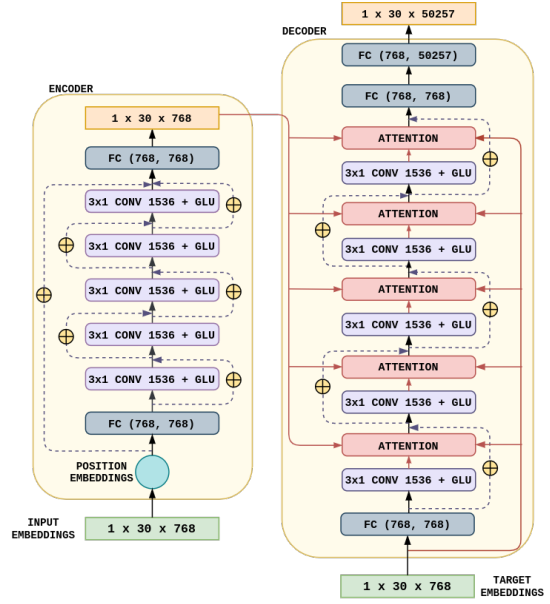 ENCODER
1 x 30 x 768
FC (768, 768)
3x1 CONV 1536 + GLU
3x1 CONV 1536 + GLU
3x1 CONV 1536 + GLU
3x1 CONV 1536 + GLU
3x1 CONV 1536 + GLU
FC (768, 768)
POSITION
EMBEDDINGS
INPUT
EMBEDDINGS
1 x 30 x 768
1 x 30 x 50257
DECODER
FC (768, 50257)
FC (768, 768)
ATTENTION
3x1 CONV 1536 + GLU
ATTENTION
3x1 CONV 1536 + GLU
ATTENTION
3x1 CONV 1536 + GLU
ATTENTION
3x1 CONV 1536 + GLU
ATTENTION
3x1 CONV 1536 + GLU
FC (768, 768)
1 x 30 x 768
TARGET
EMBEDDINGS